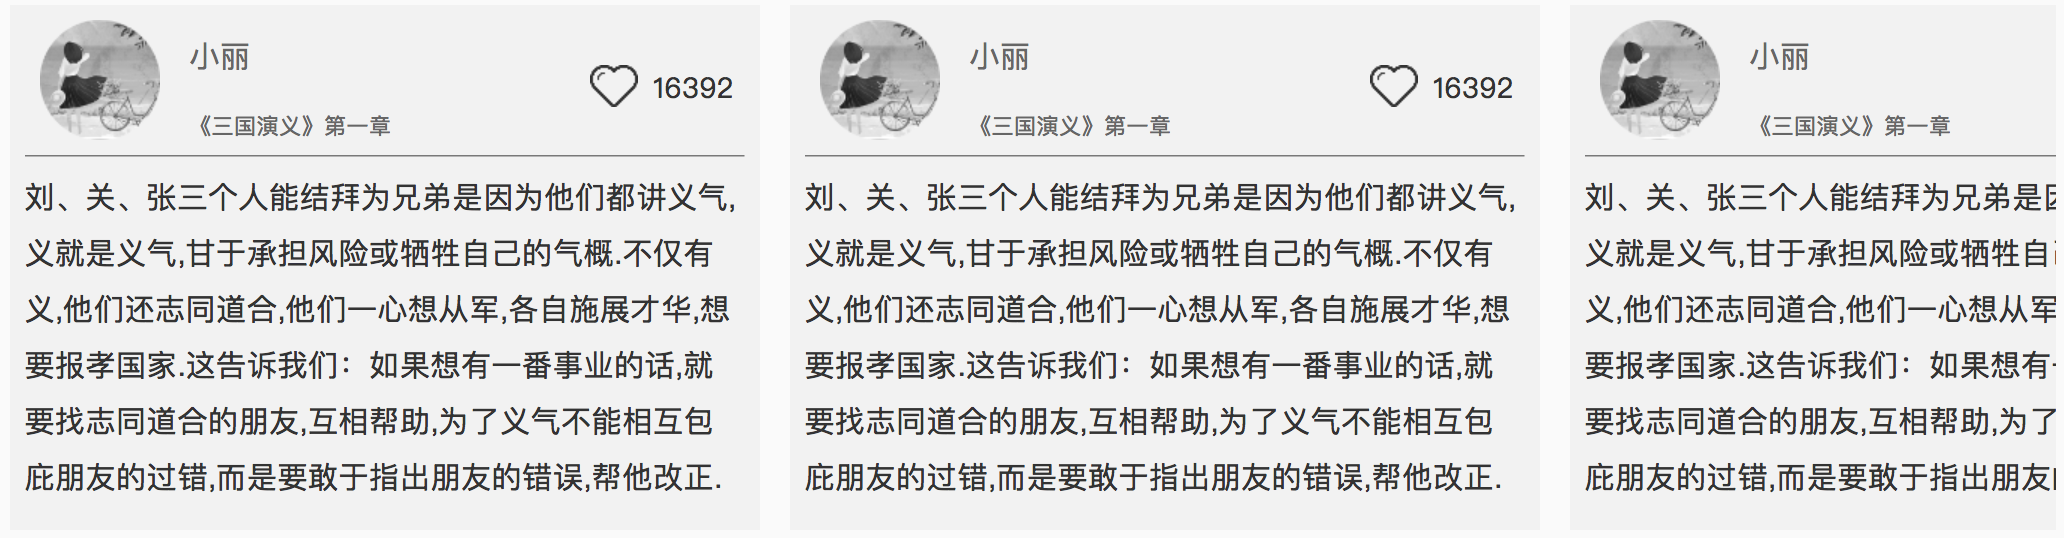 小丽
16392
《三国演义》第一章
刘、关、张三个人能结拜为兄弟是因为他们都讲义气,
义就是义气,甘于承担风险或牺牲自己的气概.不仅有
义,他们还志同道合,他们一心想从军,各自施展才华,想
要报孝国家.这告诉我们：如果想有一番事业的话,就
要找志同道合的朋友,互相帮助,为了义气不能相互包
庇朋友的过错,而是要敢于指出朋友的错误,帮他改正.
小丽
16392
《三国演义》第一章
刘、关、张三个人能结拜为兄弟是因为他们都讲义气,
义就是义气,甘于承担风险或牺牲自己的气概.不仅有
义,他们还志同道合,他们一心想从军,各自施展才华,想
要报孝国家.这告诉我们：如果想有一番事业的话,就
要找志同道合的朋友,互相帮助,为了义气不能相互包
庇朋友的过错,而是要敢于指出朋友的错误,帮他改正.
小丽
《三国演义》第一章
刘、关、张三个人能结拜为兄弟是
义就是义气,甘于承担风险或牺牲自
义,他们还志同道合,他们一心想从军
要报孝国家.这告诉我们：如果想有
要找志同道合的朋友,互相帮助,为了
庇朋友的过错,而是要敢于指出朋友